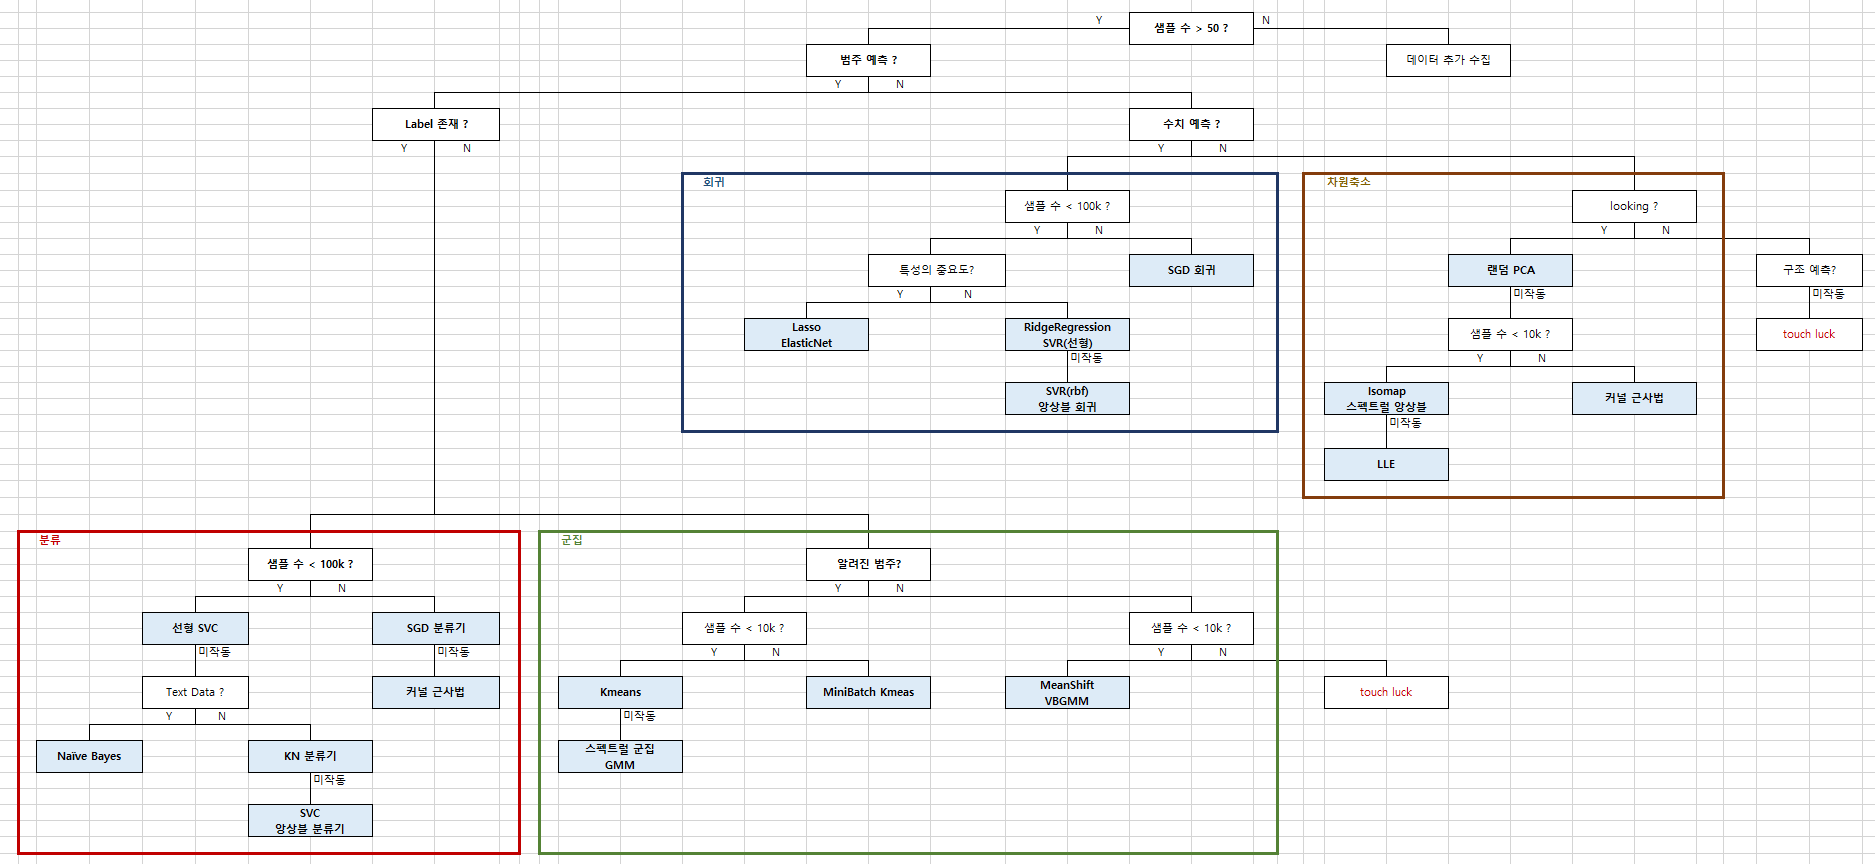 Y
샘플 수 > 50 ?
N
범주 예측 ?
데이터 추가 수집
Y
N
Label 존재 ?
수치 예측 ?
Y
N
Y
N
회귀
차원축소
샘플 수 < 100k ?
looking ?
Y
N
Y
N
특성의 중요도?
SGD 회귀
랜덤 PCA
구조 예측?
Y
N
미작동
미작동
Lasso
ElasticNet
RidgeRegression
SVR(선형)
샘플 수 < 10k ?
touch luck
미작동
Y
N
SVR(rbf)
앙상블 회귀
Isomap
스펙트럴 앙상블
커널 근사법
미작동
LLE
분류
군집
샘플 수 < 100k ?
알려진 범주?
Y
N
Y
N
선형 SVC
SGD 분류기
샘플 수 < 10k ?
샘플 수 < 10k ?
미작동
미작동
Y
N
Y
N
Text Data ?
커널 근사법
Kmeans
MiniBatch Kmeas
MeanShift
VBGMM
touch luck
Y
N
미작동
Naïve Bayes
KN 분류기
스펙트럴 군집
GMM
미작동
SVC
앙상블 분류기